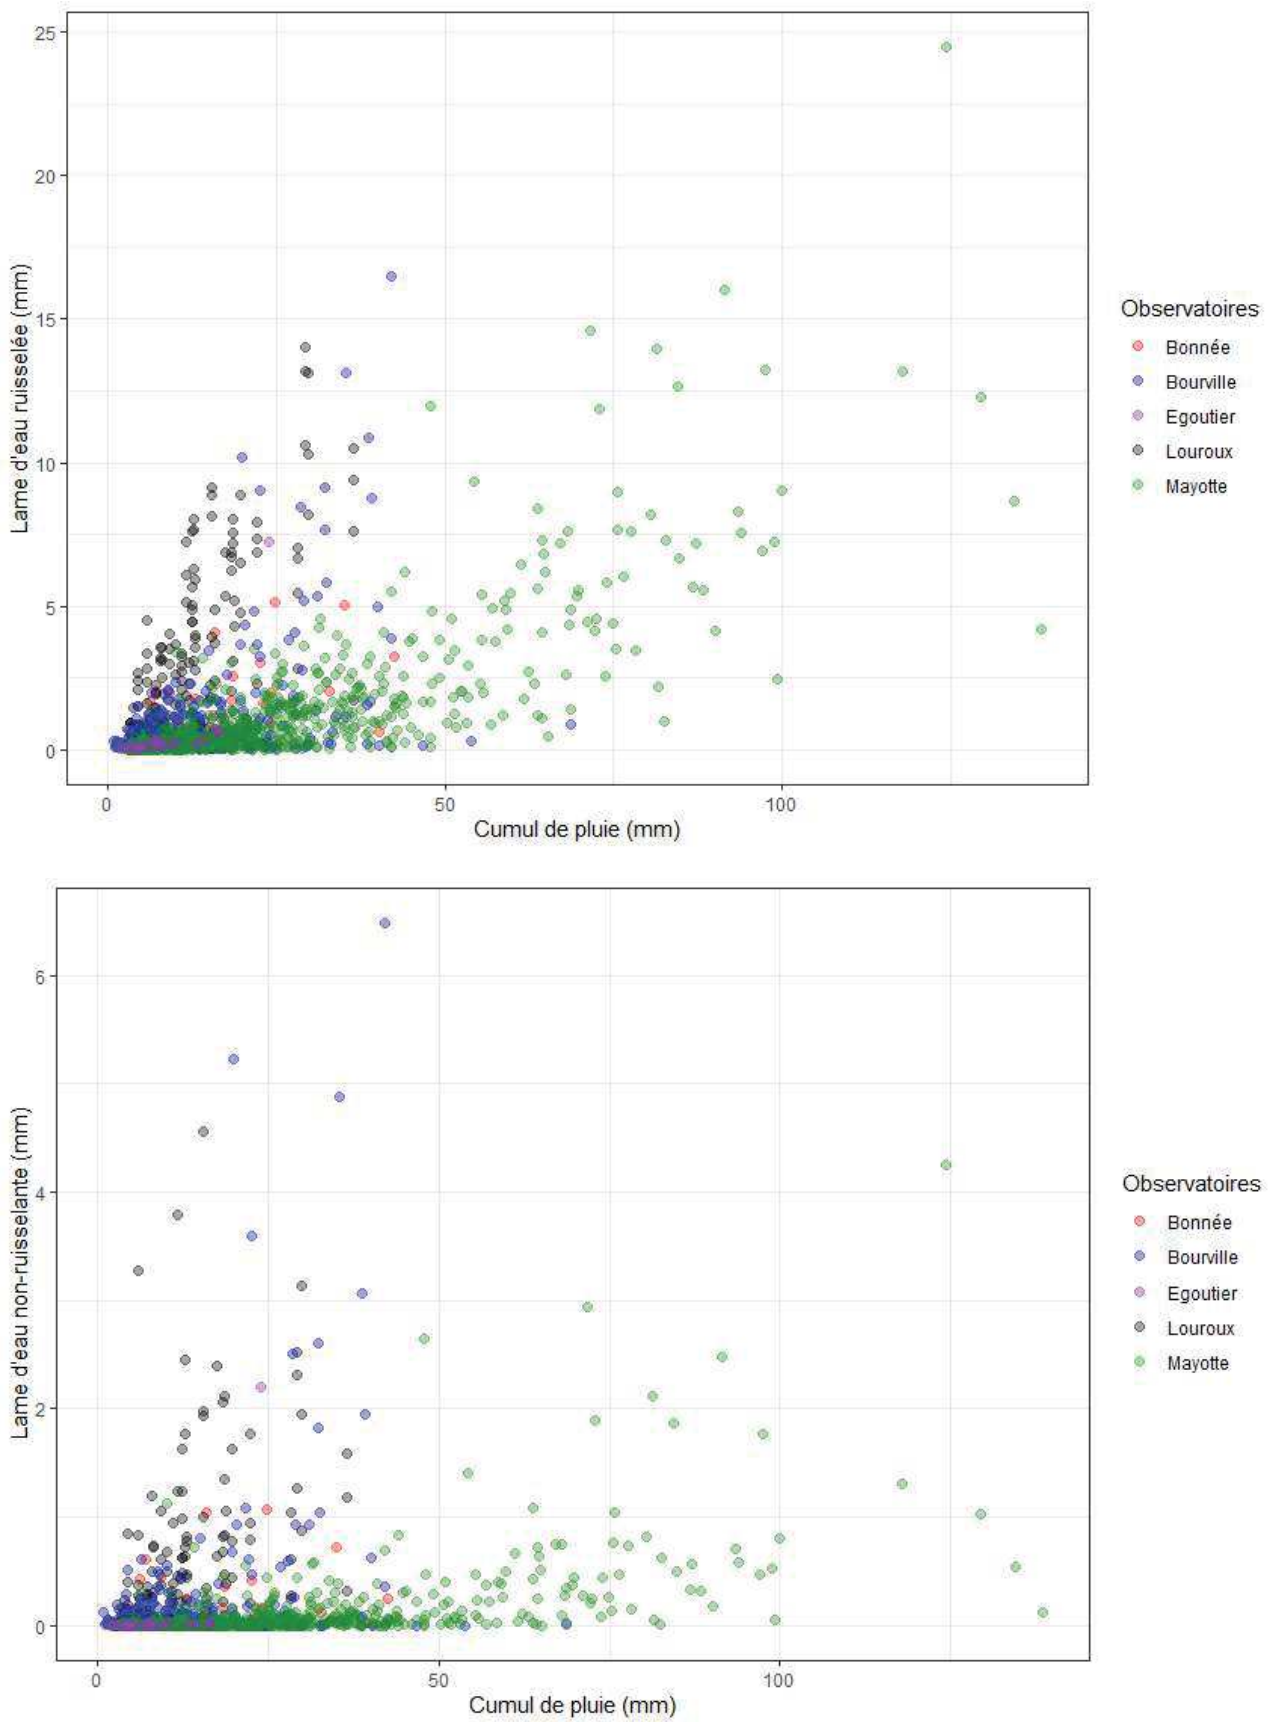 25
20
15
10
5
0
Lame d'eau ruisselée (mm)
0 50 100
Cumul de pluie (mm)
Observatoires
Bonnée
Bourville
Egoutier
Louroux
Mayotte
6
4
2
0
Lame d'eau non-ruisselante (mm)
0 50 100
Cumul de pluie (mm)
Observatoires
Bonnée
Bourville
Egoutier
Louroux
Mayotte